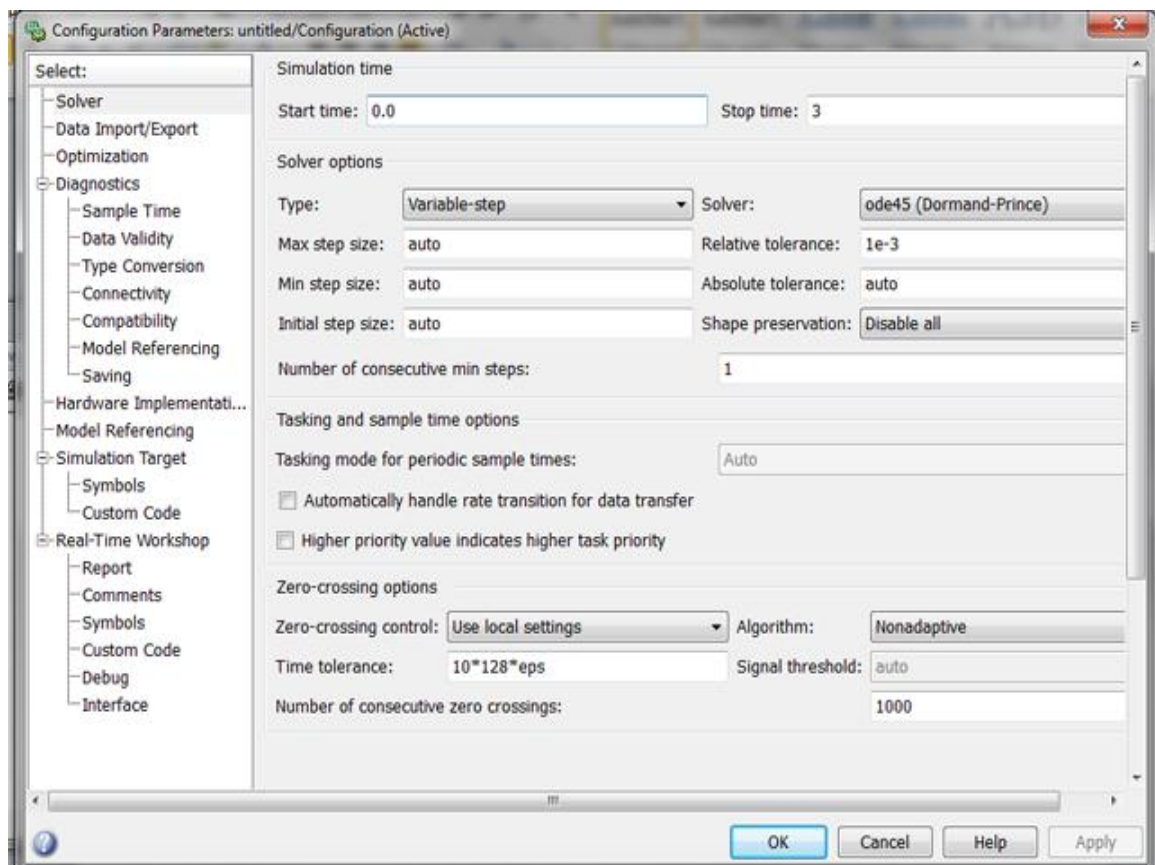 Configuration Parameters: untitled/Configuration (Active)
Select:
Solver
Data Import/Export
Optimization
Diagnostics
Sample Time
Data Validity
Type Conversion
Connectivity
Compatibility
Model Referencing
Saving
Hardware Implementati...
Model Referencing
Simulation Target
Symbols
Custom Code
Real-Time Workshop
Report
Comments
Symbols
Custom Code
Debug
Interface
Simulation time
Start time: 0.0 Stop time: 3
Solver options
Type: Variable-step Solver: ode45 (Dormand-Prince)
Max step size: auto Relative tolerance: 1e-3
Min step size: auto Absolute tolerance: auto
Initial step size: auto Shape preservation: Disable all
Number of consecutive min steps: 1
Tasking and sample time options
Tasking mode for periodic sample times: Auto
Automatically handle rate transition for data transfer
Higher priority value indicates higher task priority
Zero-crossing options
Zero-crossing control: Use local settings Algorithm: Nonadaptive
Time tolerance: 10*128*eps Signal threshold: auto
Number of consecutive zero crossings: 1000
OK Cancel Help Apply